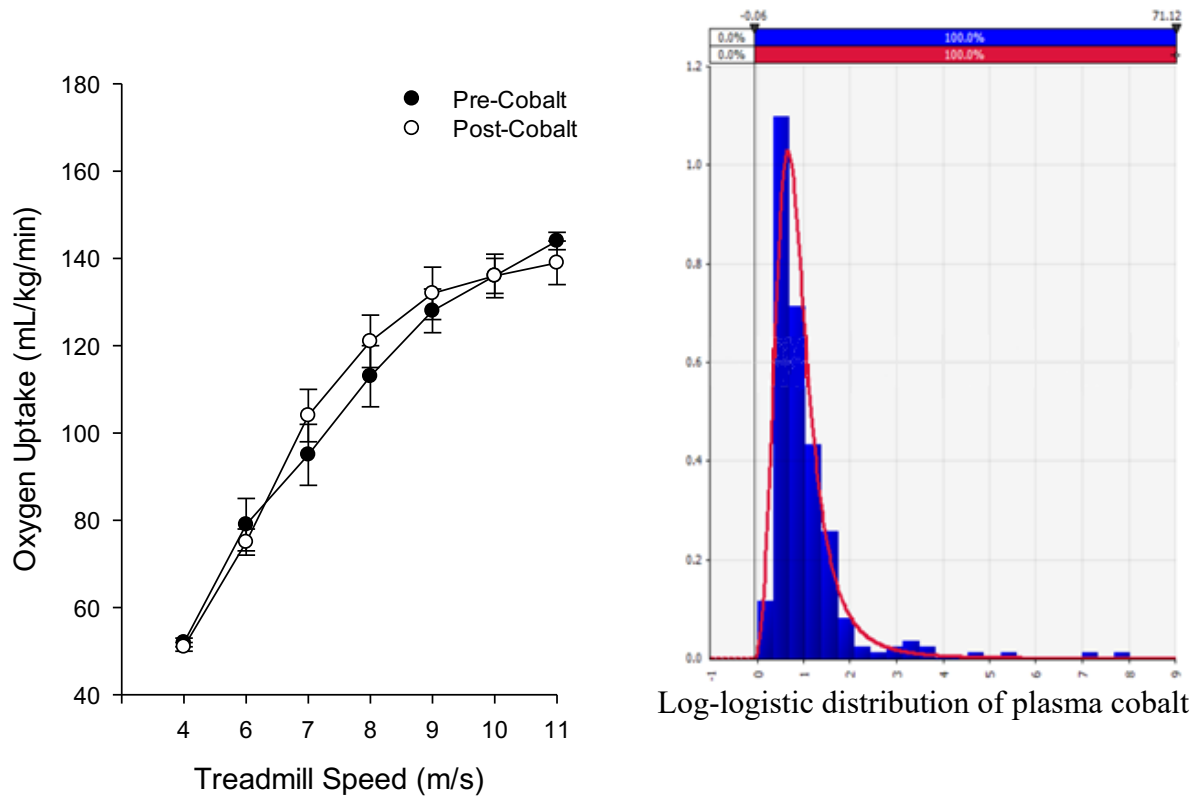 180
160
140
120
100
80
60
40
Oxygen Uptake (mL/kg/min)
Pre-Cobalt
Post-Cobalt
4 6 7 8 9 10 11
Treadmill Speed (m/s)
-0.06 71.12
0.0% 100.0%
0.0% 100.0%
1.2
1.0
0.8
0.6
0.4
0.2
0.0
-1 0 1 2 3 4 5 6 7 8 9
Log-logistic distribution of plasma cobalt